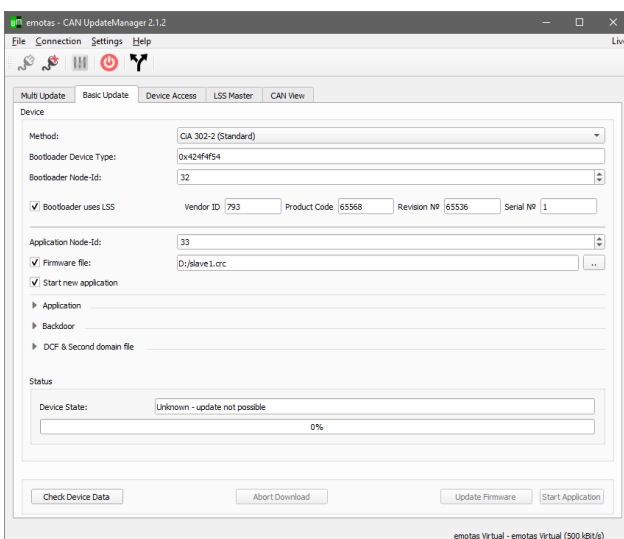 um emotas - CAN UpdateManager 2.1.2
File Connection Settings Help Liv
Multi Update Basic Update Device Access LSS Master CAN View
Device
Method: CiA 302-2 (Standard)
Bootloader Device Type: 0x424f4f54
Bootloader Node-Id: 32
Bootloader uses LSS Vendor ID 793 Product Code 65568 Revision Nº 65536 Serial Nº 1
Application Node-Id: 33
Firmware file: D:/slave1.crc ..
Start new application
Application
Backdoor
DCF & Second domain file
Status
Device State: Unknown - update not possible
0%
Check Device Data Abort Download Update Firmware Start Application
emotas Virtual - emotas Virtual (500 kBit/s)